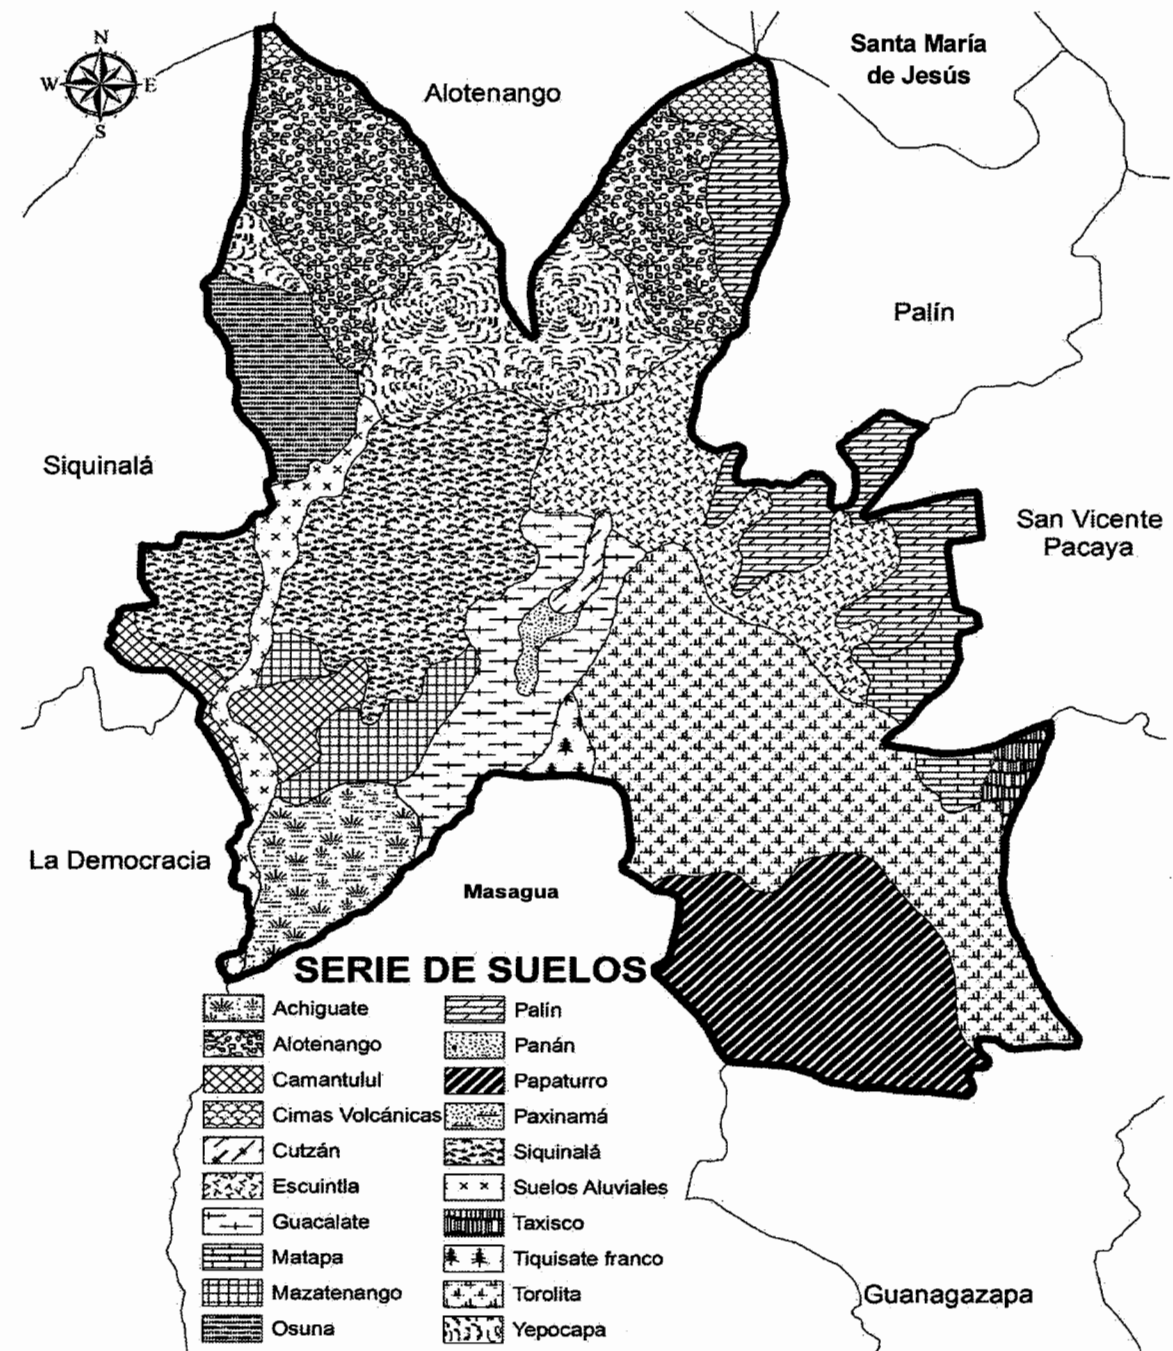 N
W E
S
Santa María
de Jesús
Alotenango
Palín
Siquinalá
San Vicente
Pacaya
La Democracia
Masagua
SERIE DE SUELOS
Achiguate
Alotenango
Camantulul
Cimas Volcánicas
Cutzán
Escuintla
Guacalate
Matapa
Mazatenango
Osuna
Palín
Panán
Papaturro
Paxinamá
Siquinalá
Suelos Aluviales
Taxisco
Tiquisate franco
Torolita
Yepocapa
Guanagazapa